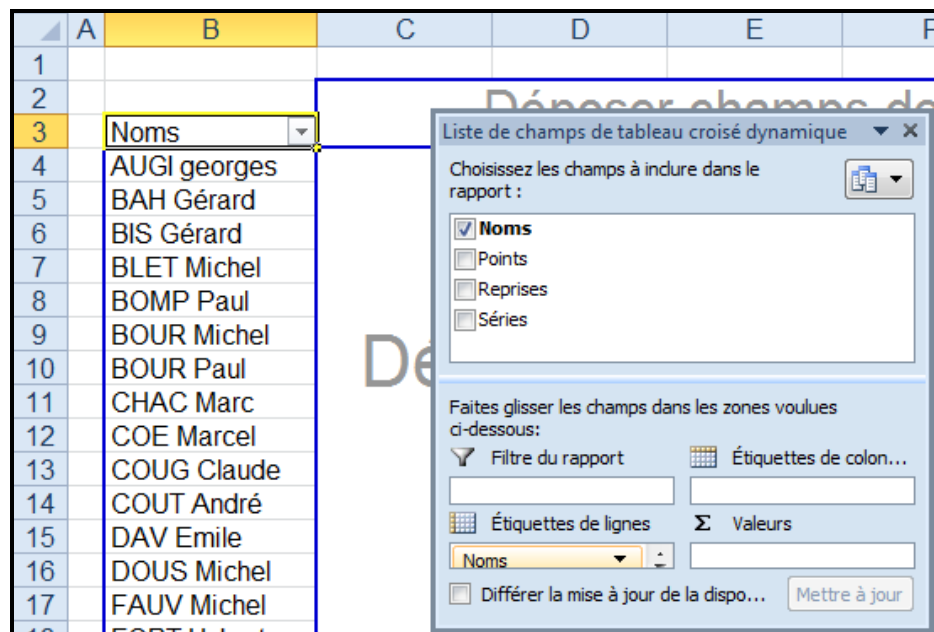 A B C D E F
1
2 Déposer champs de
3 Noms
4 AUGI georges
5 BAH Gérard
6 BIS Gérard
7 BLET Michel
8 BOMP Paul
9 BOUR Michel
10 BOUR Paul Dé
11 CHAC Marc
12 COE Marcel
13 COUG Claude
14 COUT André
15 DAV Emile
16 DOUS Michel
17 FAUV Michel
Liste de champs de tableau croisé dynamique
Choisissez les champs à inclure dans le
rapport :
Noms
Points
Reprises
Séries
Faites glisser les champs dans les zones voulues
ci-dessous:
Filtre du rapport Étiquettes de colon...
Étiquettes de lignes Σ Valeurs
Noms
Différer la mise à jour de la dispo... Mettre à jour